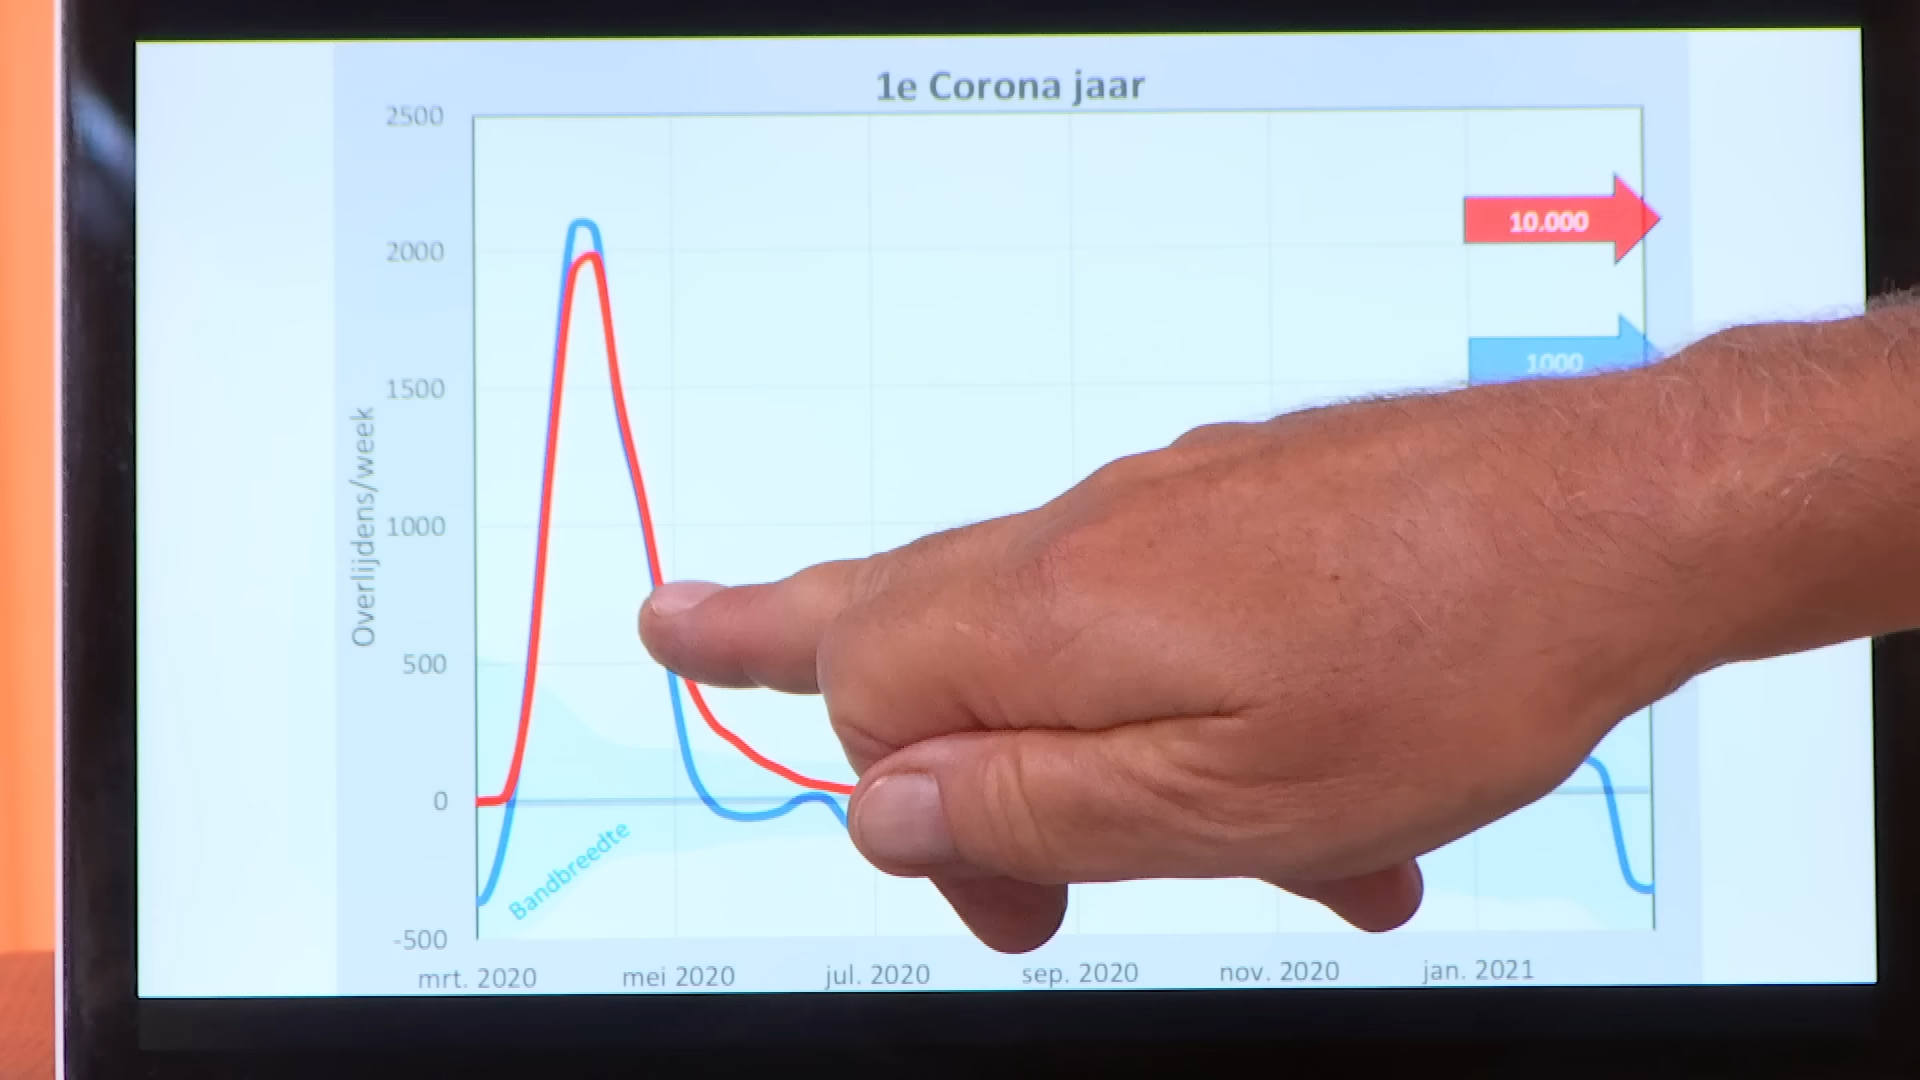 1e Corona jaar
2500
2000
1500
1000
500
0
-500
Overlijdens/week
10.000
1000
Bandbreedte
mrt. 2020
mei 2020
jul. 2020
sep. 2020
nov. 2020
jan. 2021